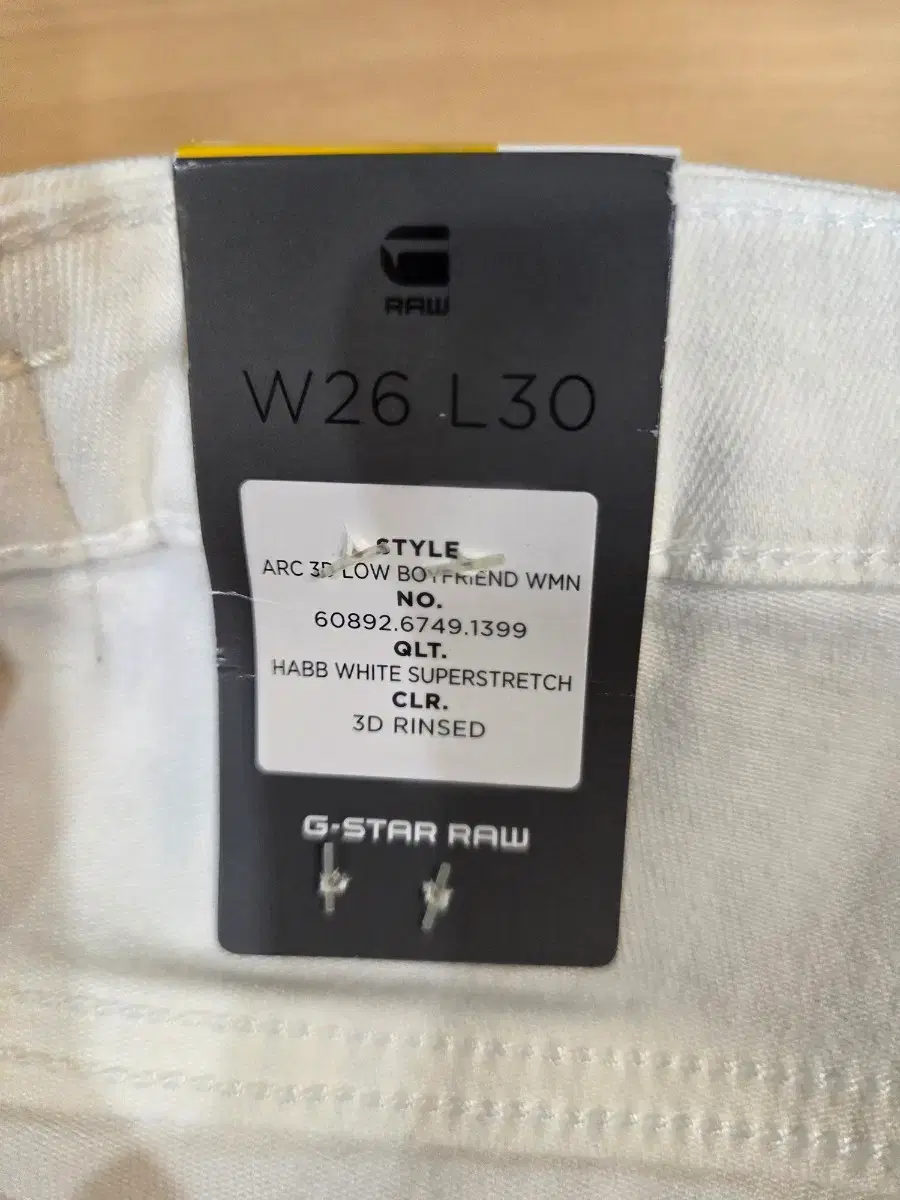 RAW
W26 L30
STYLE
ARC 3D LOW BOYFRIEND WMN
NO.
60892.6749.1399
QLT.
HABB WHITE SUPERSTRETCH
CLR.
3D RINSED
G-STAR RAW